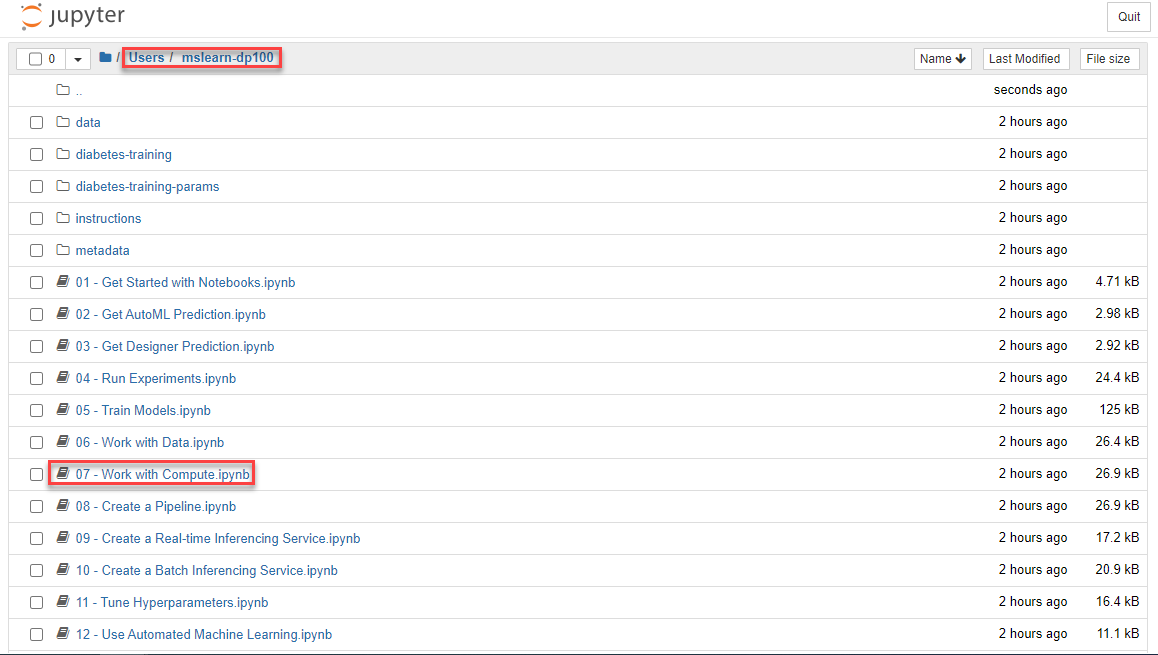 jupyter Quit
0 / Users / mslearn-dp100 Name Last Modified File size
.. seconds ago
data 2 hours ago
diabetes-training 2 hours ago
diabetes-training-params 2 hours ago
instructions 2 hours ago
metadata 2 hours ago
01 - Get Started with Notebooks.ipynb 2 hours ago 4.71 kB
02 - Get AutoML Prediction.ipynb 2 hours ago 2.98 kB
03 - Get Designer Prediction.ipynb 2 hours ago 2.92 kB
04 - Run Experiments.ipynb 2 hours ago 24.4 kB
05 - Train Models.ipynb 2 hours ago 125 kB
06 - Work with Data.ipynb 2 hours ago 26.4 kB
07 - Work with Compute.ipynb 2 hours ago 26.9 kB
08 - Create a Pipeline.ipynb 2 hours ago 26.9 kB
09 - Create a Real-time Inferencing Service.ipynb 2 hours ago 17.2 kB
10 - Create a Batch Inferencing Service.ipynb 2 hours ago 20.9 kB
11 - Tune Hyperparameters.ipynb 2 hours ago 16.4 kB
12 - Use Automated Machine Learning.ipynb 2 hours ago 11.1 kB